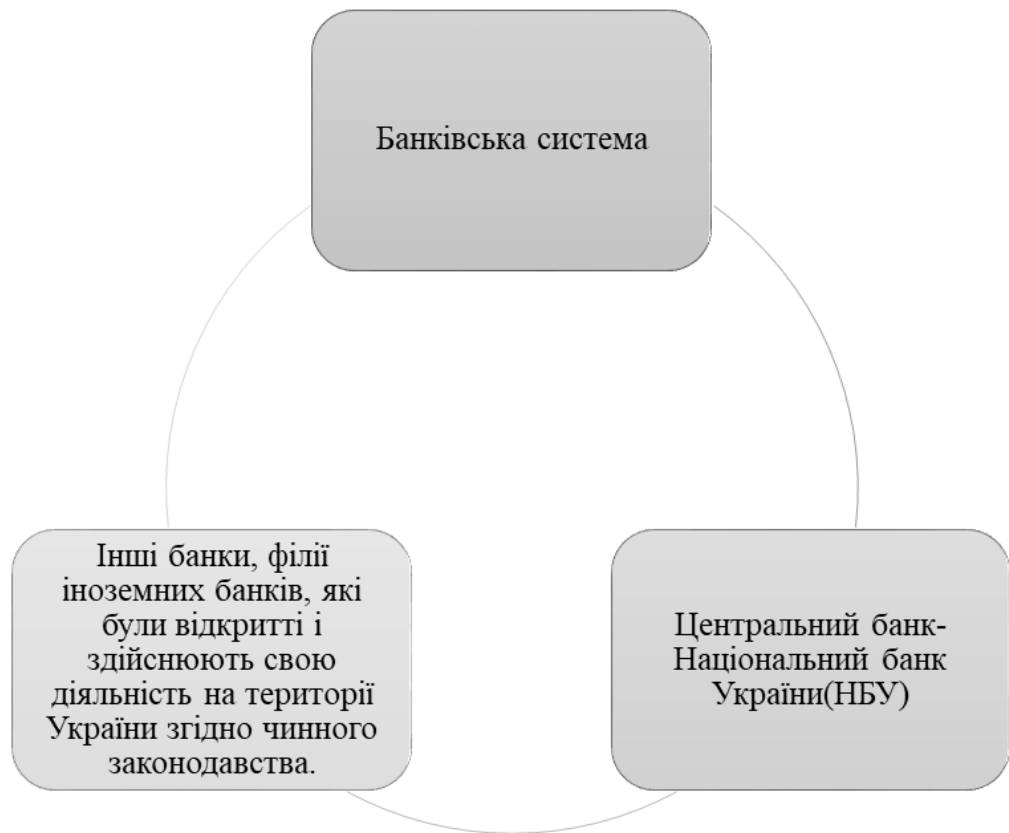 Банківська система
Інші банки, філії
іноземних банків, які
були відкритті і
здійснюють свою
діяльність на території
України згідно чинного
законодавства.
Центральний банк-
Національний банк
України(НБУ)